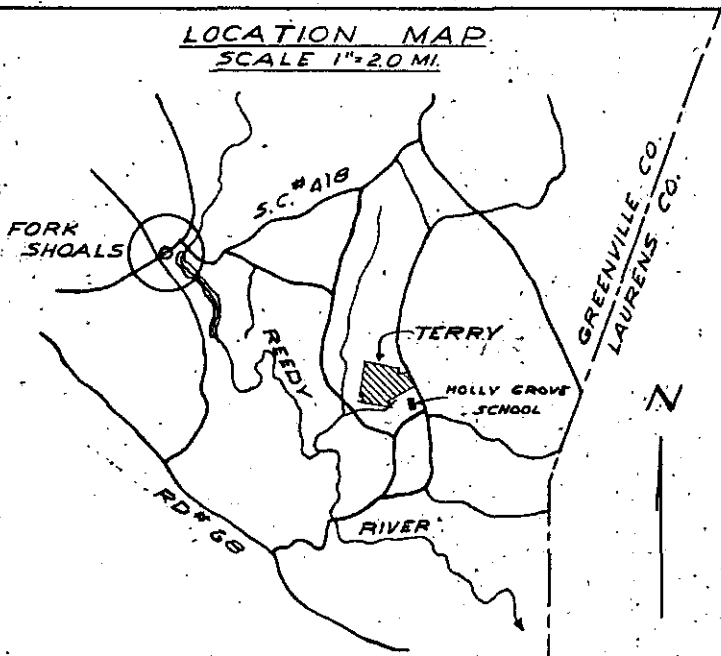 LOCATION MAP
SCALE 1"=2.0 MI.
S.C. # 418
FORK
SHOALS
GREENVILLE CO.
LAURENS CO.
REEDY
TERRY
HOLLY GROVE
SCHOOL
N
RD # 68
RIVER